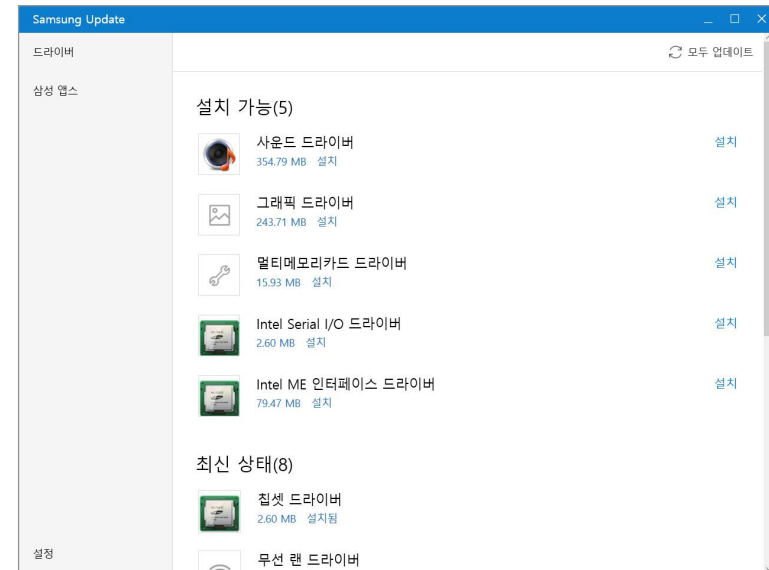 Samsung Update
드라이버
모두 업데이트
삼성 앱스
설치 가능(5)
사운드 드라이버
설치
354.79 MB 설치
그래픽 드라이버
설치
243.71 MB 설치
멀티메모리카드 드라이버
설치
15.93 MB 설치
Intel Serial I/O 드라이버
설치
2.60 MB 설치
Intel ME 인터페이스 드라이버
설치
79.47 MB 설치
최신 상태(8)
칩셋 드라이버
2.60 MB 설치됨
설정
무선 랜 드라이버